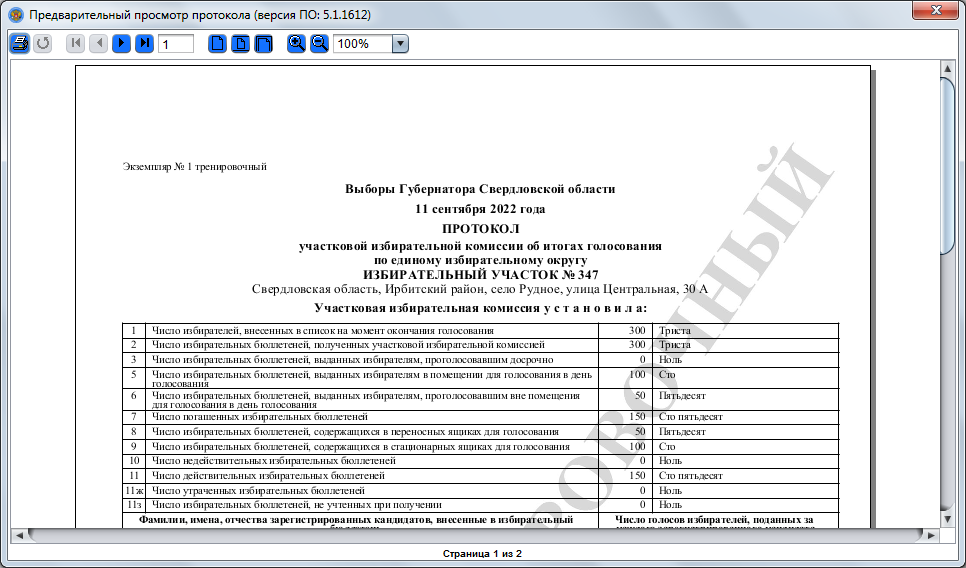 Предварительный просмотр протокола (версия ПО: 5.1.1612)
1
100%
Экземпляр № 1 тренировочный
Выборы Губернатора Свердловской области
11 сентября 2022 года
ПРОТОКОЛ
участковой избирательной комиссии об итогах голосования
по единому избирательному округу
ИЗБИРАТЕЛЬНЫЙ УЧАСТОК № 347
Свердловская область, Ирбитский район, село Рудное, улица Центральная, 30 А
Участковая избирательная комиссия у с т а н о в и л а:
1 Число избирателей, внесенных в список на момент окончания голосования 300 Триста
2 Число избирательных бюллетеней, полученных участковой избирательной комиссией 300 Триста
3 Число избирательных бюллетеней, выданных избирателям, проголосовавшим досрочно 0 Ноль
5 Число избирательных бюллетеней, выданных избирателям в помещении для голосования в день 100 Сто
голосования
6 Число избирательных бюллетеней, выданных избирателям, проголосовавшим вне помещения 50 Пятьдесят
для голосования в день голосования
7 Число погашенных избирательных бюллетеней 150 Сто пятьдесят
8 Число избирательных бюллетеней, содержащихся в переносных ящиках для голосования 50 Пятьдесят
9 Число избирательных бюллетеней, содержащихся в стационарных ящиках для голосования 100 Сто
10 Число недействительных избирательных бюллетеней 0 Ноль
11 Число действительных избирательных бюллетеней 150 Сто пятьдесят
11ж Число утраченных избирательных бюллетеней 0 Ноль
11з Число избирательных бюллетеней, не учтенных при получении 0 Ноль
Фамилии, имена, отчества зарегистрированных кандидатов, внесенные в избирательный Число голосов избирателей, поданных за
РОВОЧНЫЙ
Страница 1 из 2